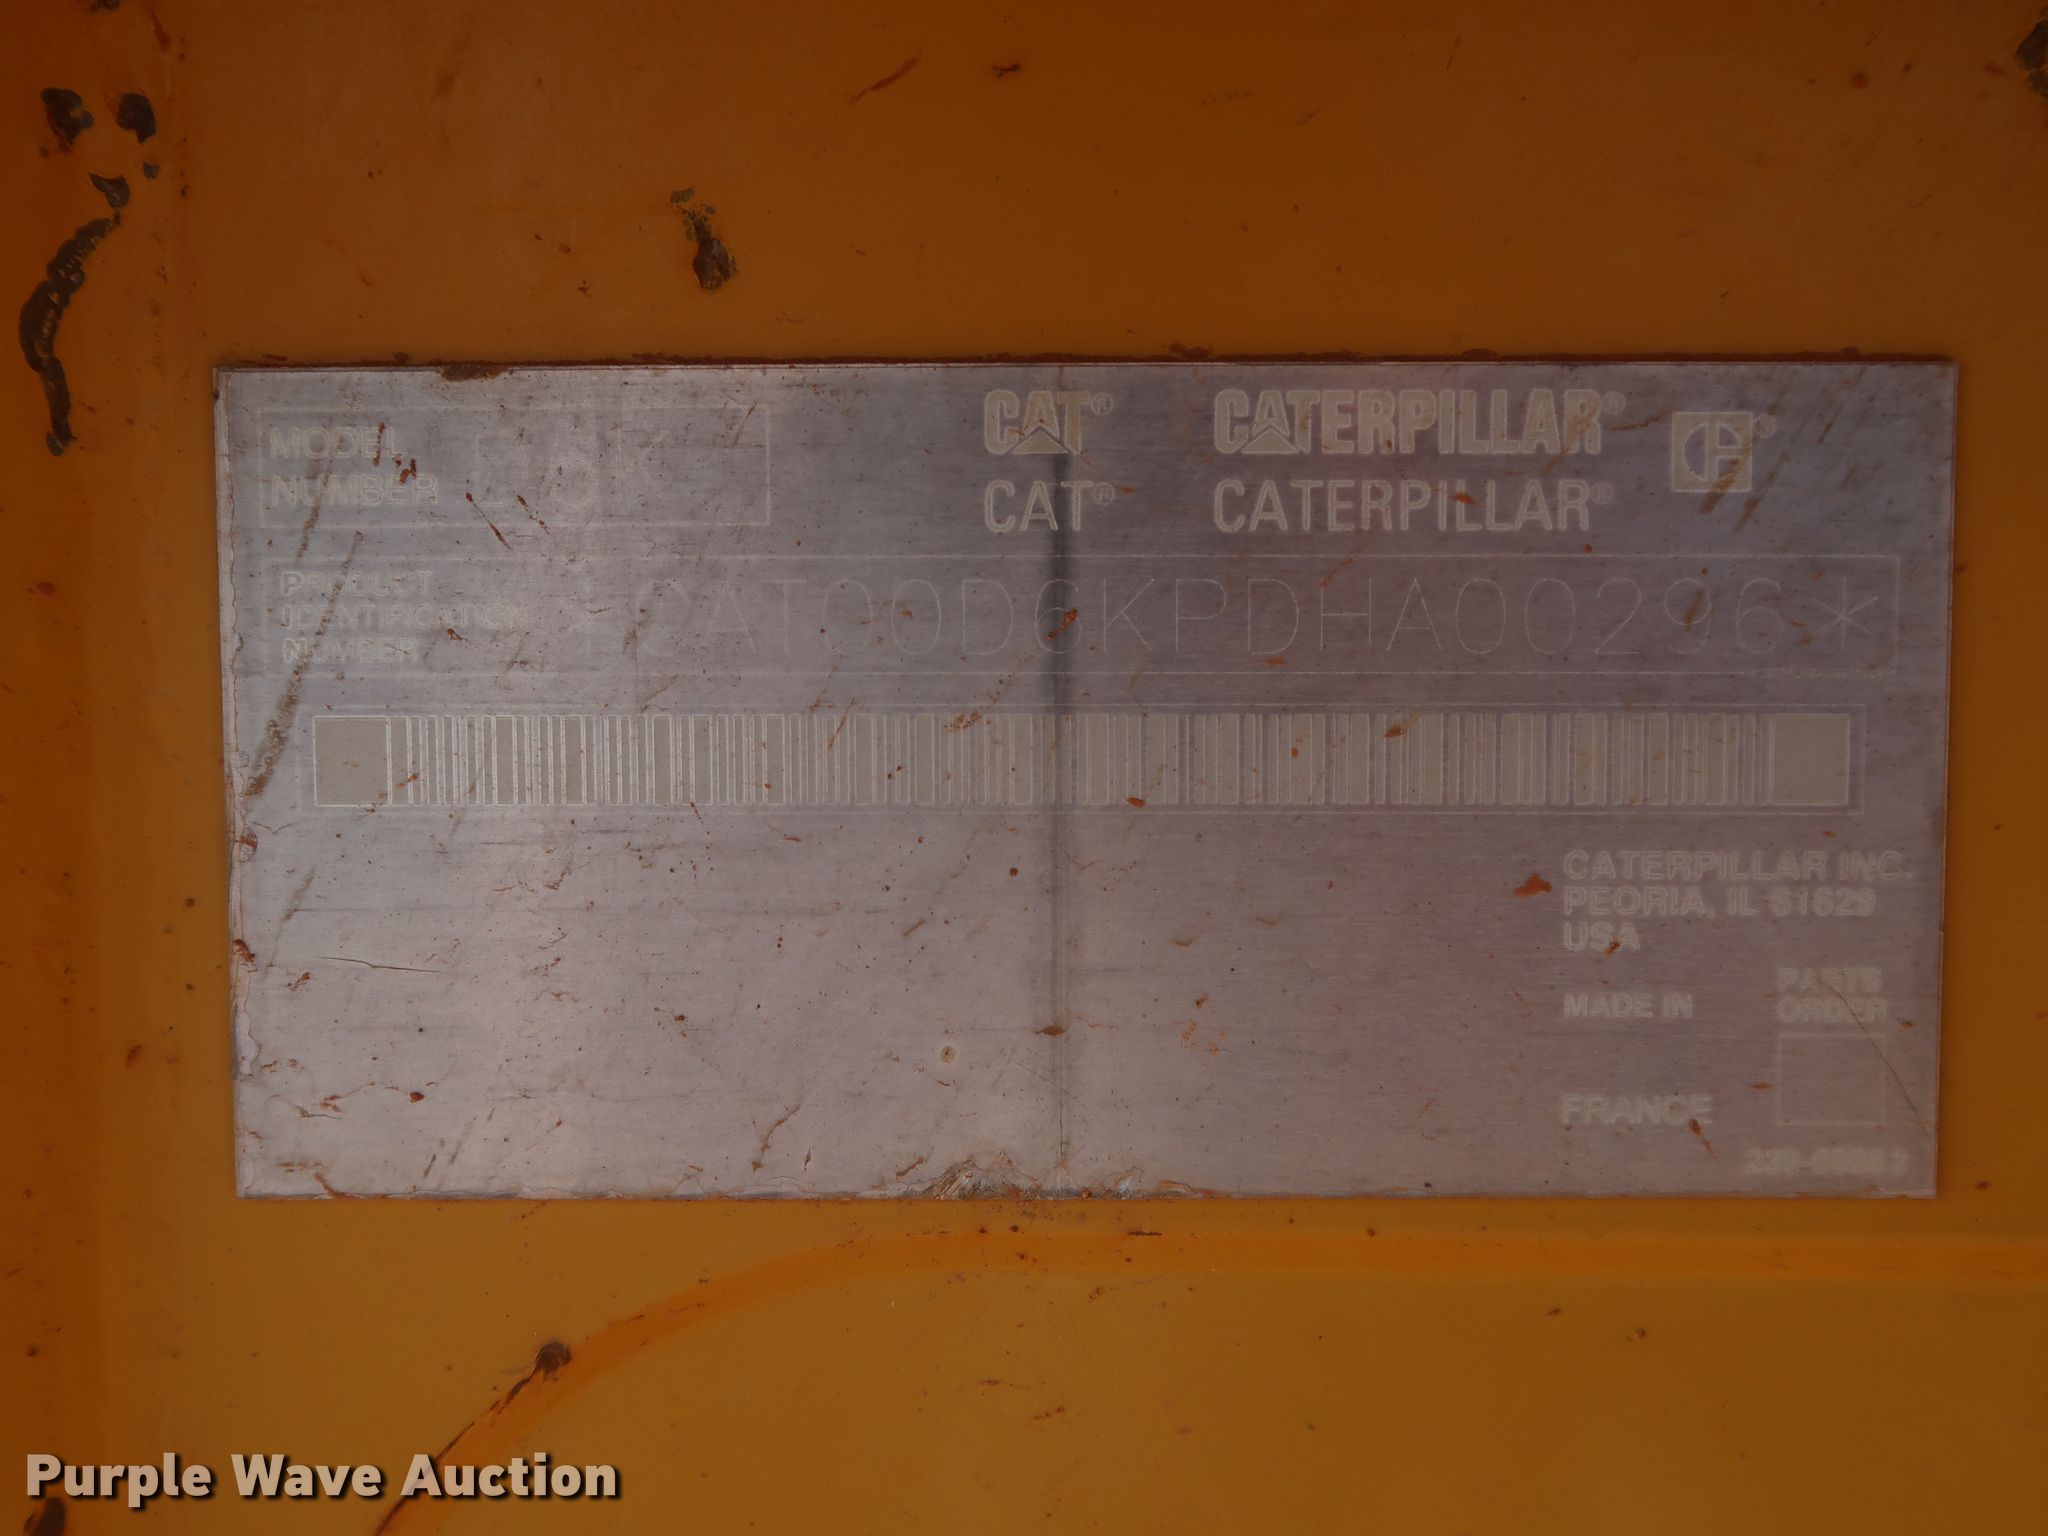 MODEL NUMBER D6K
CAT® CATERPILLAR®
CAT® CATERPILLAR®
PRODUCT IDENTIFICATION NUMBER *CAT00D6KPDHA00296*
CATERPILLAR INC.
PEORIA, IL 61629
USA
MADE IN
PARTS ORDER
FRANCE
Purple Wave Auction